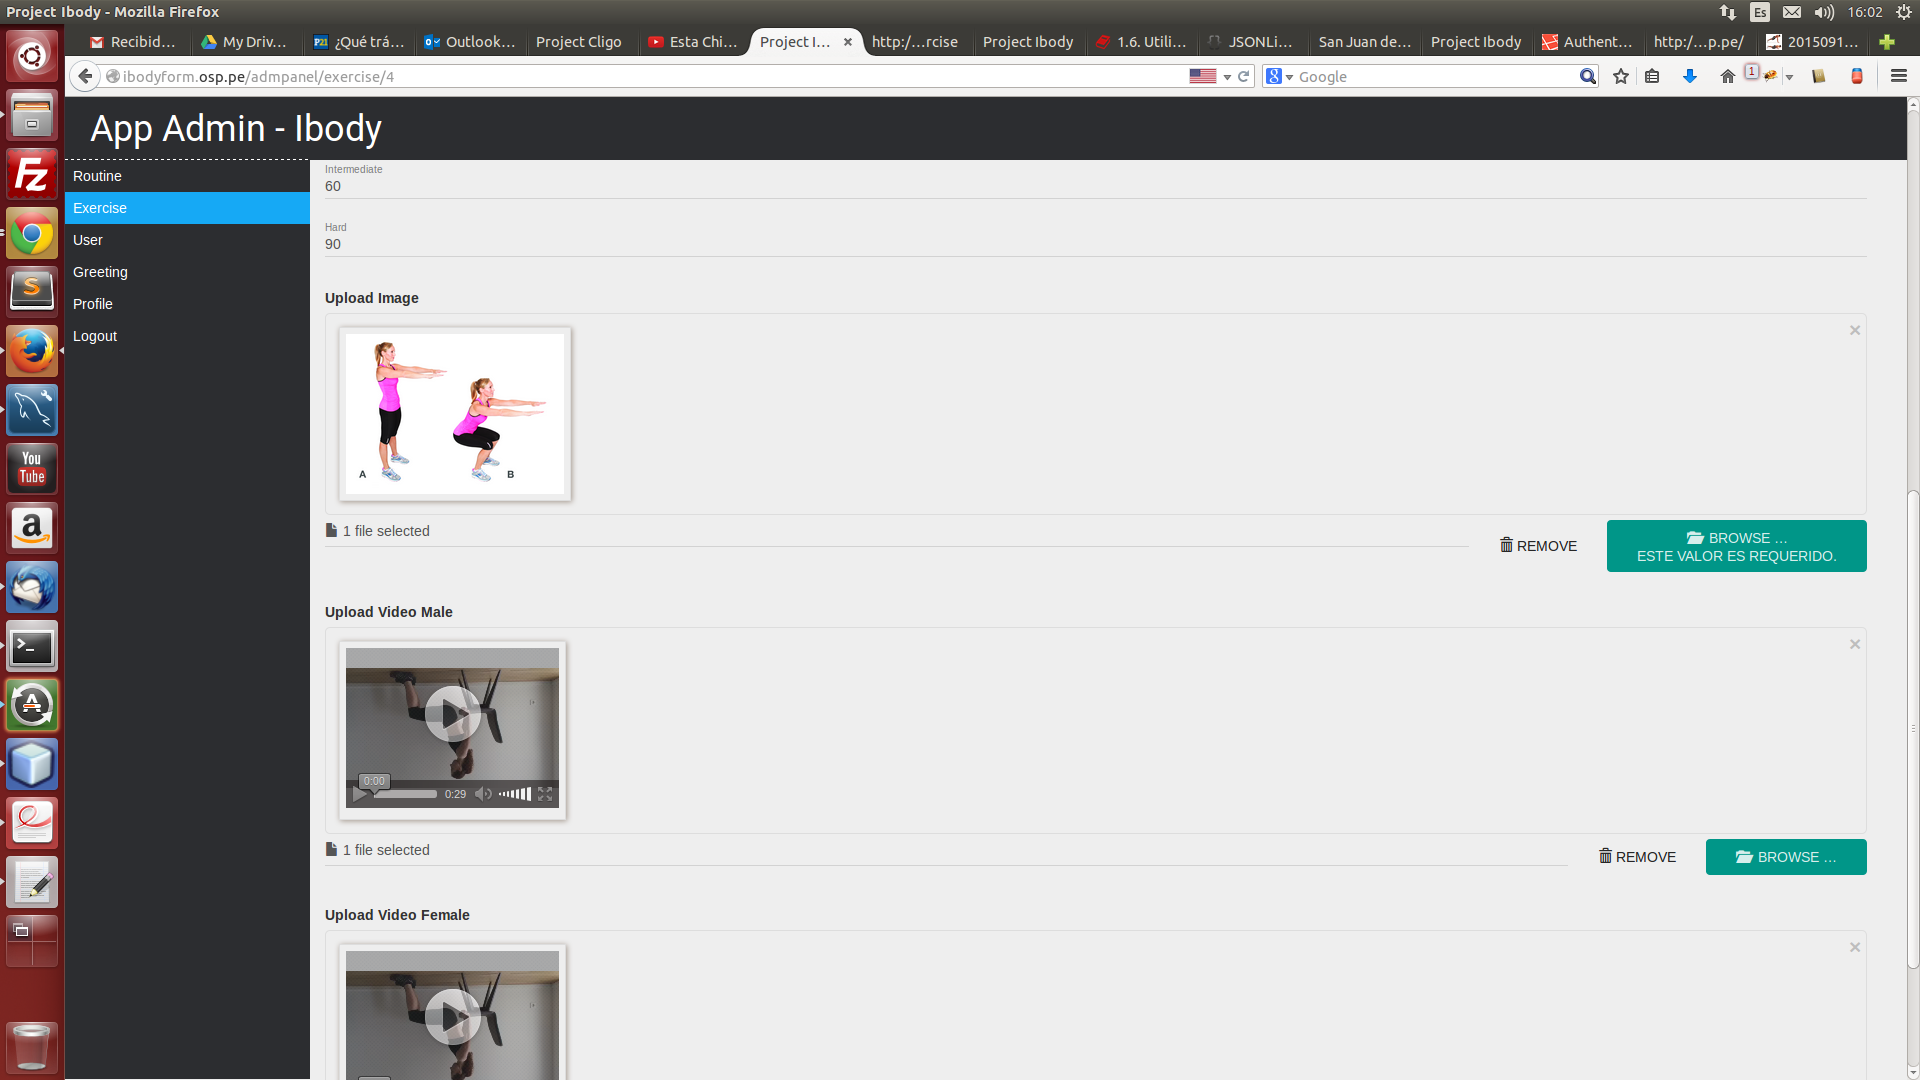 Project Ibody - Mozilla Firefox
Es
16:02
Recibid...
My Driv...
P21
¿Qué trá...
Outlook...
Project Cligo
Esta Chi...
Project I...
http:/...rcise
Project Ibody
1.6. Utili...
JSONLi...
San Juan de...
Project Ibody
Authent...
http:/...p.pe/
2015091...
ibodyform.osp.pe/admpanel/exercise/4
Google
1
App Admin - Ibody
Routine
Exercise
User
Greeting
Profile
Logout
Intermediate
60
Hard
90
Upload Image
A
B
1 file selected
REMOVE
BROWSE ...
ESTE VALOR ES REQUERIDO.
Upload Video Male
0:00
0:29
1 file selected
REMOVE
BROWSE ...
Upload Video Female
You
Tube